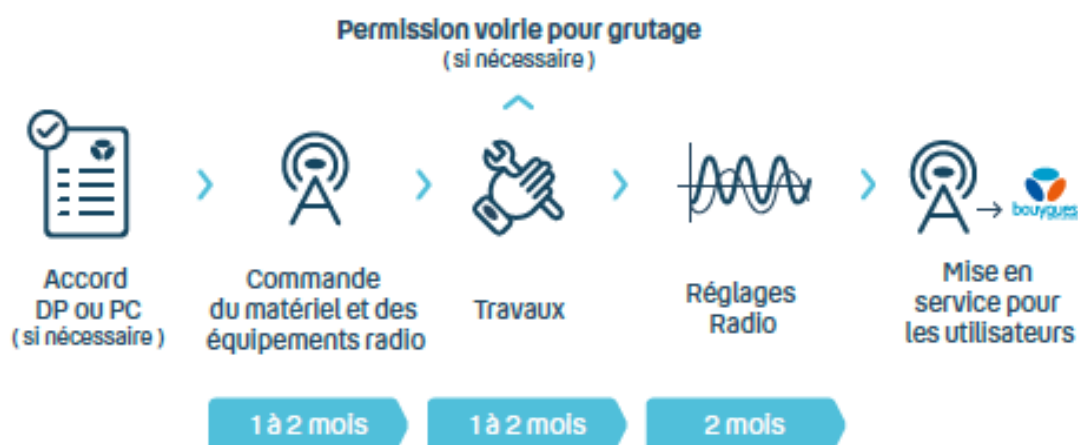 Permission voirie pour grutage
( si nécessaire )
Accord
DP ou PC
( si nécessaire )
Commande
du matériel et des
équipements radio
Travaux
Réglages
Radio
bouygues
Mise en
service pour
les utilisateurs
1 à 2 mois
1 à 2 mois
2 mois